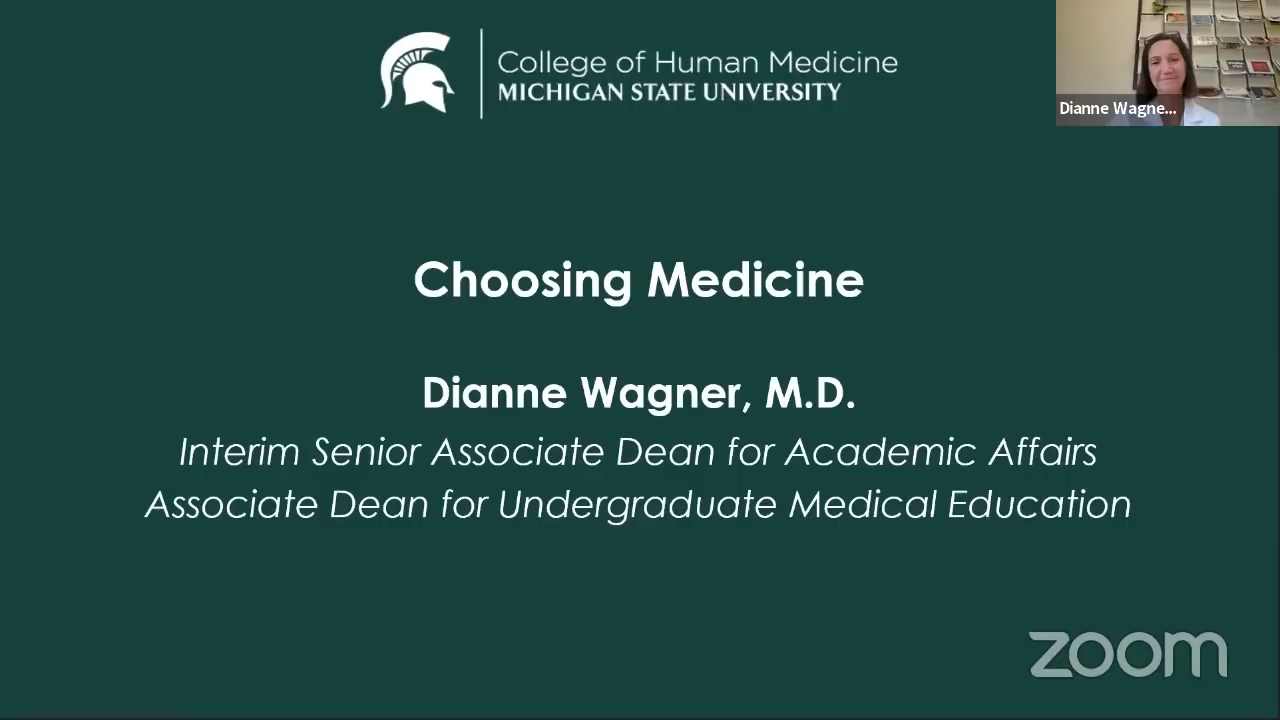 College of Human Medicine
MICHIGAN STATE UNIVERSITY
Dianne Wagne...
Choosing Medicine
Dianne Wagner, M.D.
Interim Senior Associate Dean for Academic Affairs
Associate Dean for Undergraduate Medical Education
zoom